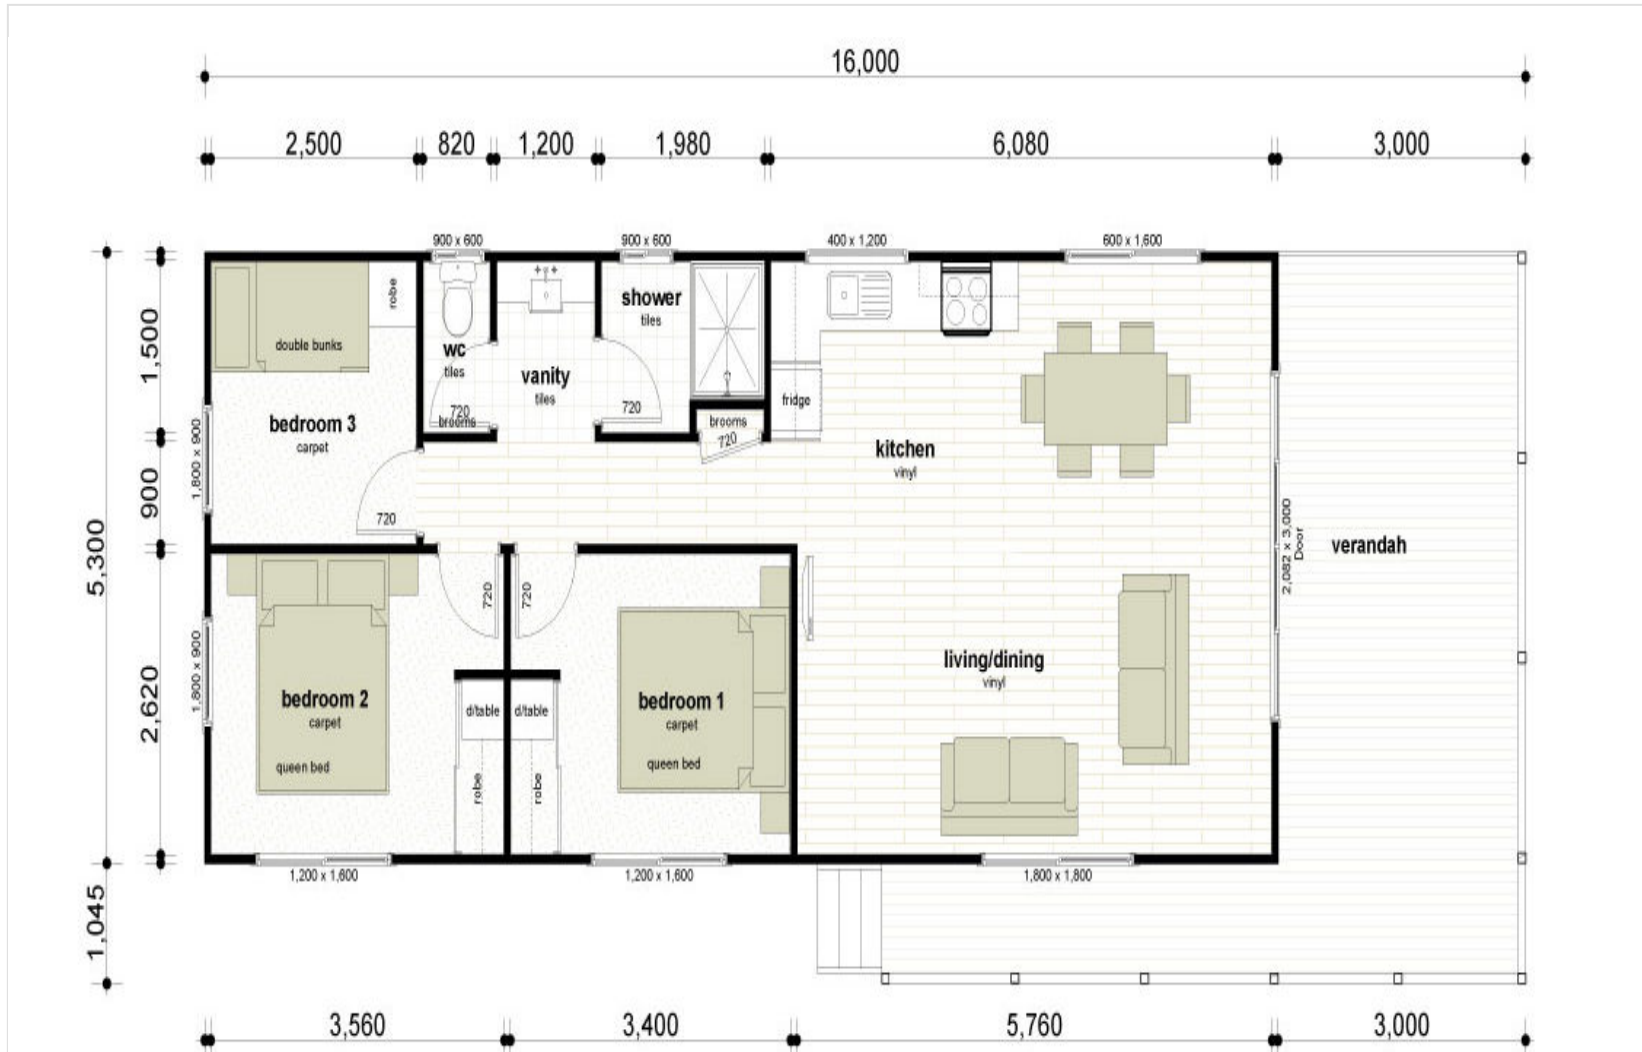 16,000
2,500
820
1,200
1,980
6,080
3,000
900 x 600
900 x 600
400 x 1,200
600 x 1,600
robe
double bunks
wc
tiles
vanity
tiles
shower
tiles
720
brooms
720
brooms
720
fridge
bedroom 3
carpet
720
kitchen
vinyl
1,500
900
5,300
2,620
1,045
1,800 x 900
1,800 x 900
2,082 x 3,000
Door
verandah
720
720
bedroom 2
carpet
queen bed
d/table
d/table
robe
robe
bedroom 1
carpet
queen bed
living/dining
vinyl
1,200 x 1,600
1,200 x 1,600
1,800 x 1,800
3,560
3,400
5,760
3,000